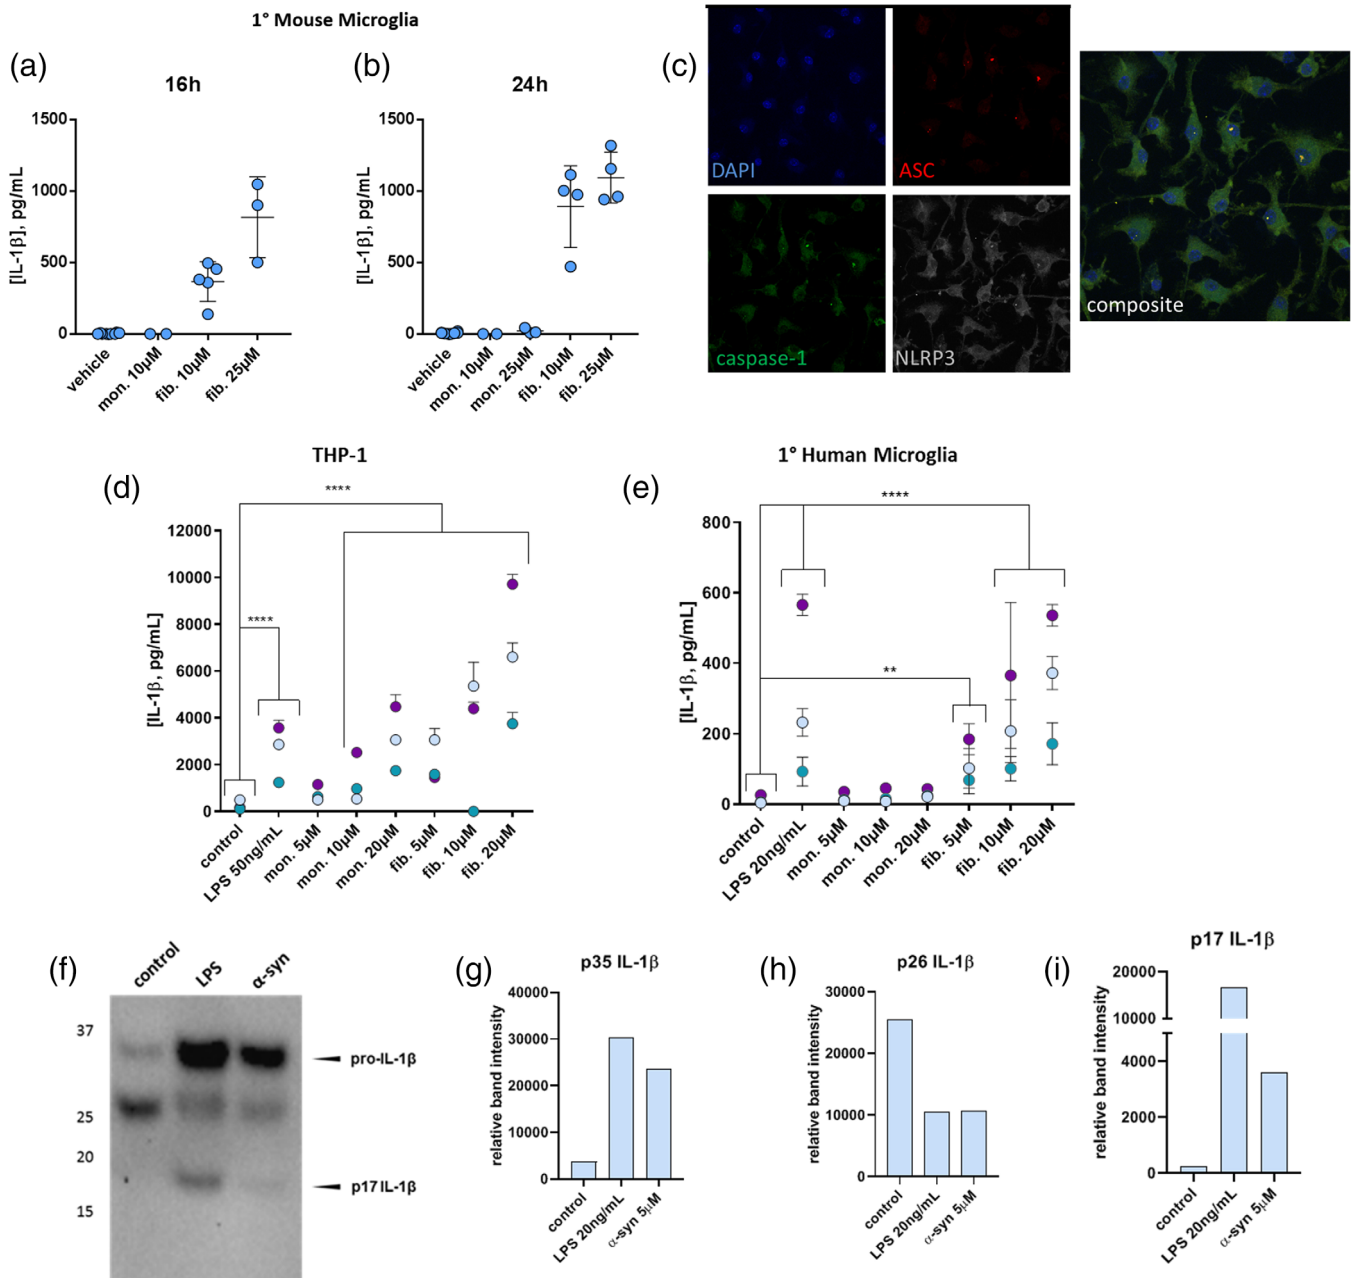 1° Mouse Microglia
(a)
16h
[IL-1β], pg/mL
1500
1000
500
0
vehicle
mon. 10μM
fib. 10μM
fib. 25μM
(b)
24h
[IL-1β], pg/mL
1500
1000
500
0
vehicle
mon. 10μM
mon. 25μM
fib. 10μM
fib. 25μM
(c)
DAPI
ASC
caspase-1
NLRP3
composite
THP-1
(d)
****
****
[IL-1β, pg/mL]
12000
10000
8000
6000
4000
2000
0
control
LPS 50ng/mL
mon. 5μM
mon. 10μM
mon. 20μM
fib. 5μM
fib. 10μM
fib. 20μM
1° Human Microglia
(e)
****
**
[IL-1β, pg/mL]
800
600
400
200
0
control
LPS 20ng/mL
mon. 5μM
mon. 10μM
mon. 20μM
fib. 5μM
fib. 10μM
fib. 20μM
(f)
control
LPS
α-syn
37
25
20
15
pro-IL-1β
p17 IL-1β
(g)
p35 IL-1β
relative band intensity
40000
30000
20000
10000
0
control
LPS 20ng/mL
α-syn 5μM
(h)
p26 IL-1β
relative band intensity
30000
20000
10000
0
control
LPS 20ng/mL
α-syn 5μM
(i)
p17 IL-1β
relative band intensity
20000
10000
4000
2000
0
control
LPS 20ng/mL
α-syn 5μM